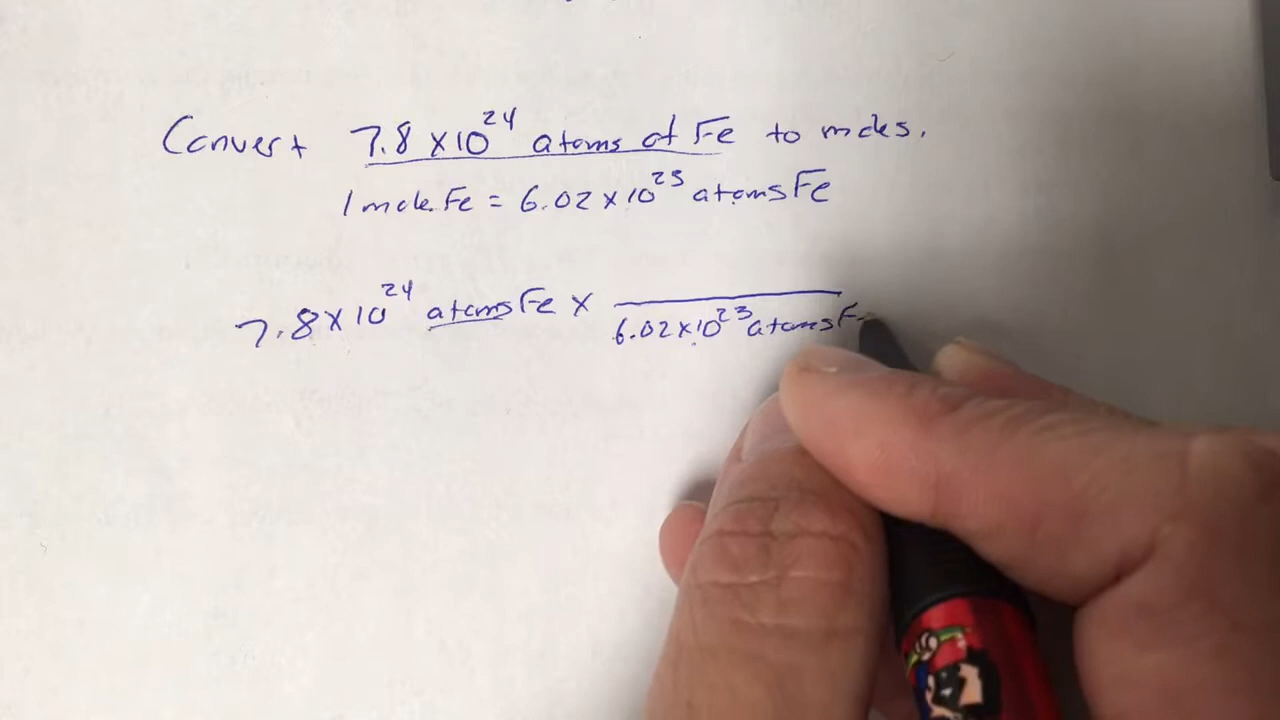 Convert 7.8 x 10^24 atoms of Fe to moles.
1 mole Fe = 6.02 x 10^23 atoms Fe
7.8 x 10^24 atoms Fe x ———
6.02 x 10^23 atoms F